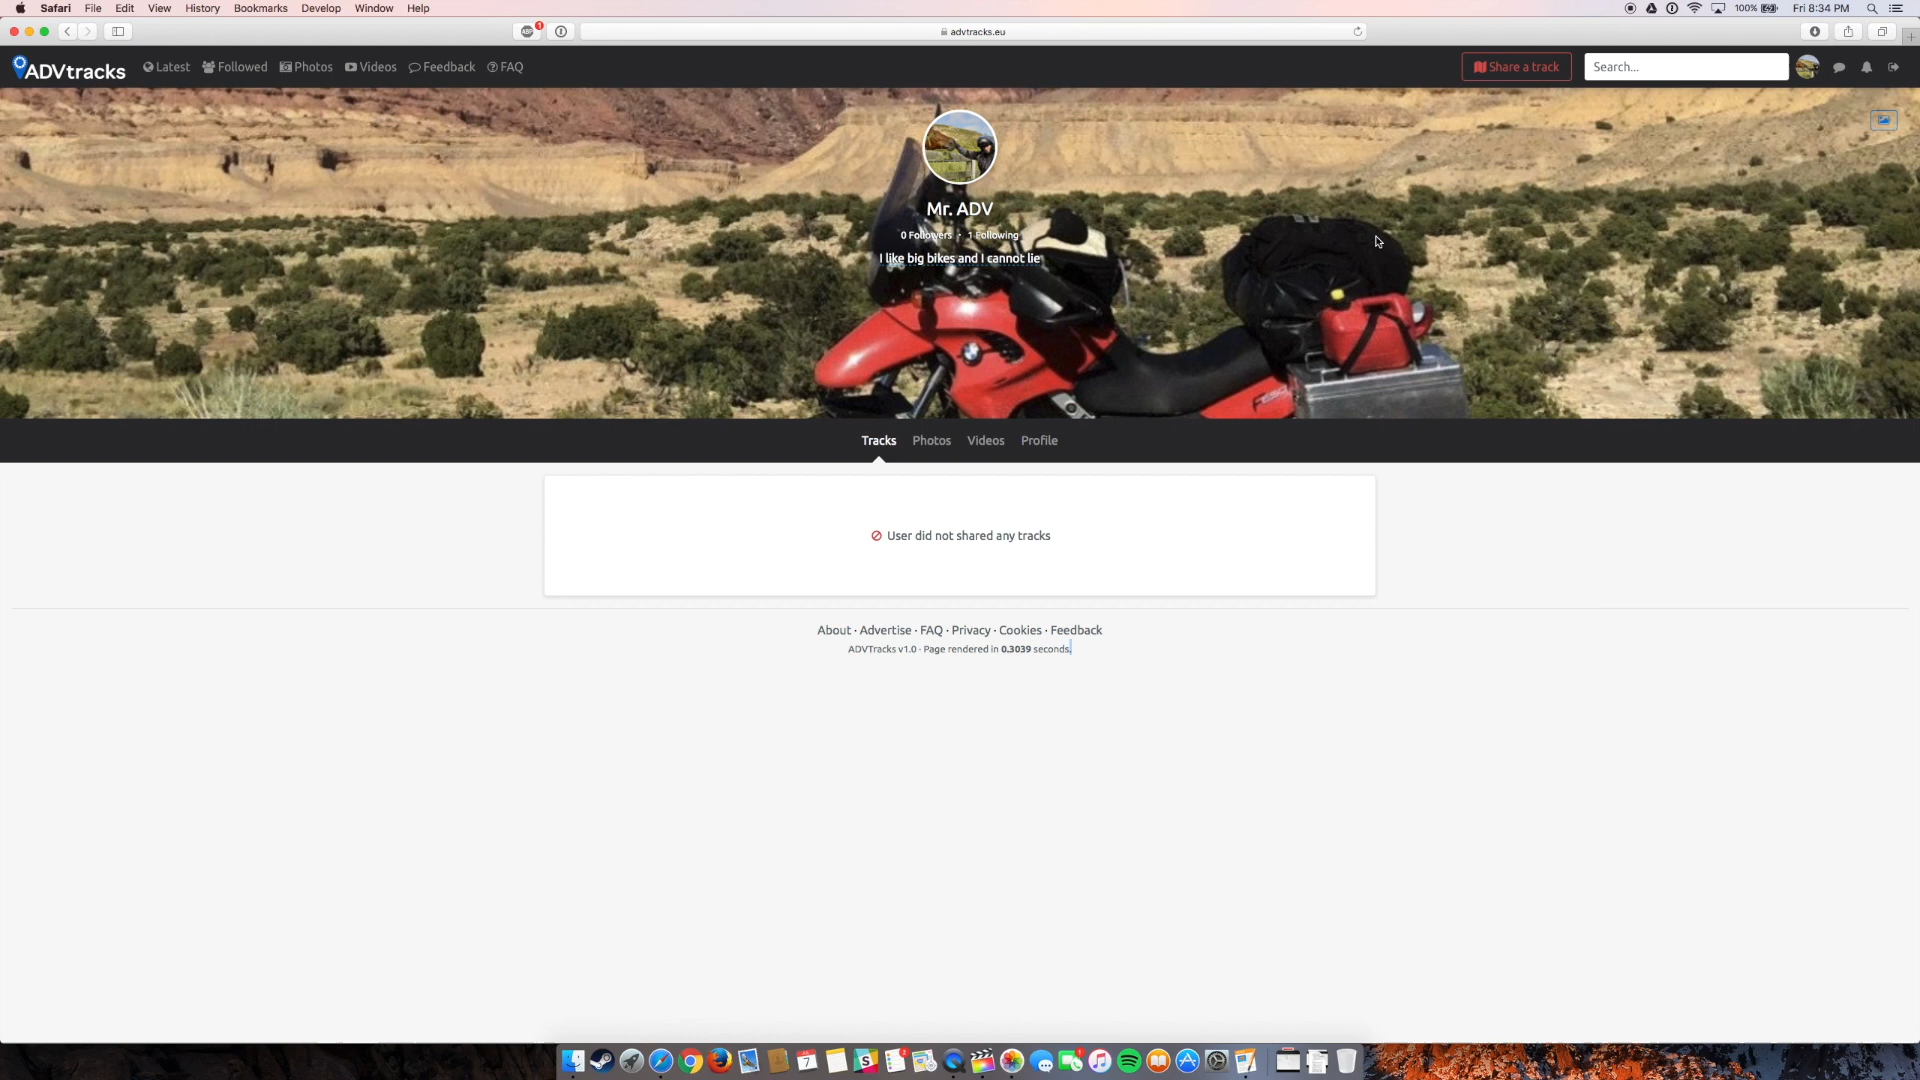 Safari File Edit View History Bookmarks Develop Window Help 100% Fri 8:34 PM
ABP 1 advtracks.eu
ADVtracks Latest Followed Photos Videos Feedback FAQ Share a track Search...
Mr. ADV
0 Followers · 1 Following
I like big bikes and I cannot lie
Tracks Photos Videos Profile
User did not shared any tracks
About · Advertise · FAQ · Privacy · Cookies · Feedback
ADVTracks v1.0 · Page rendered in 0.3039 seconds.